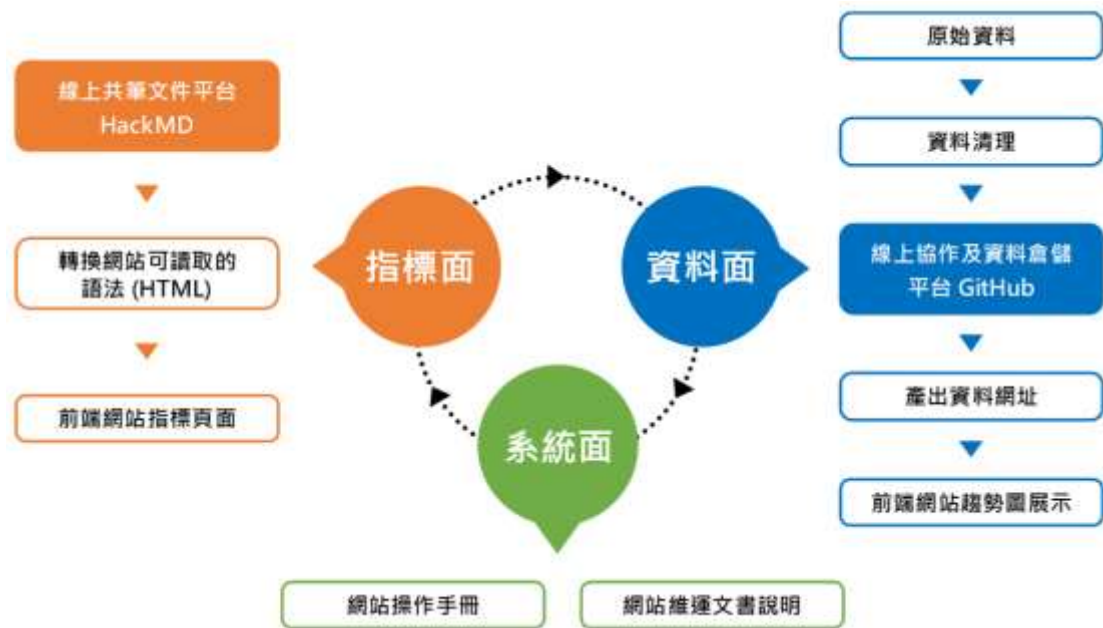 線上共筆文件平台
HackMD
轉換網站可讀取的
語法 (HTML)
前端網站指標頁面
指標面
資料面
系統面
原始資料
資料清理
線上協作及資料倉儲
平台 GitHub
產出資料網址
前端網站趨勢圖展示
網站操作手冊
網站維運文書說明